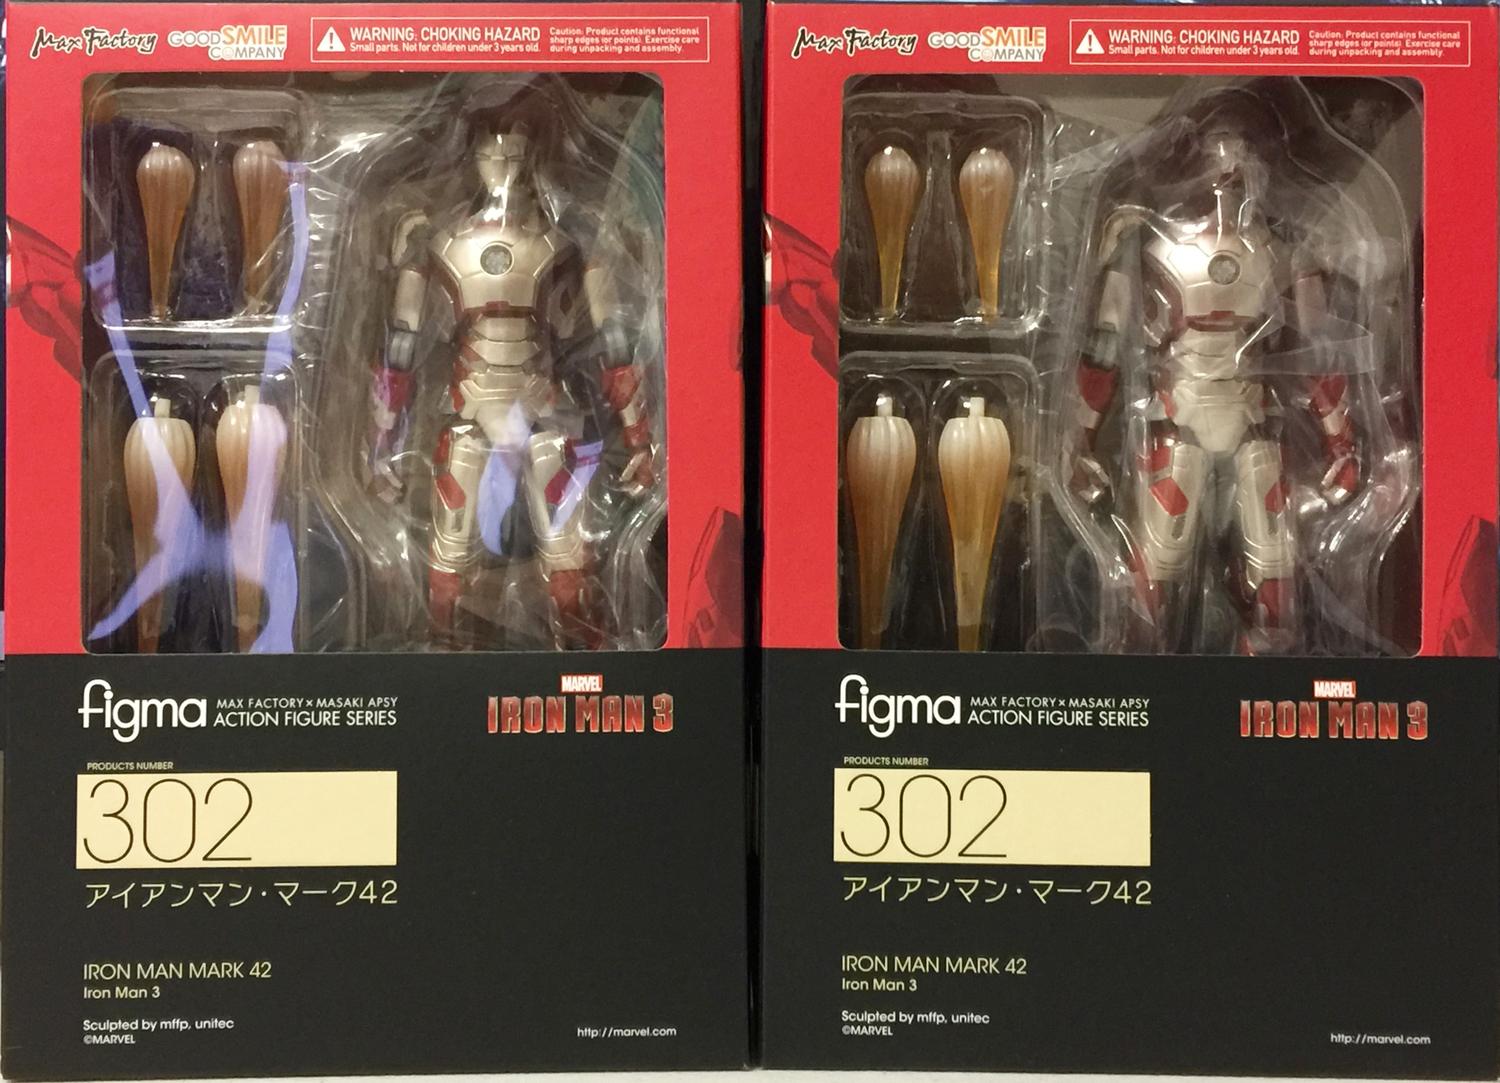 Max Factory
GOODSMILE
COMPANY
WARNING: CHOKING HAZARD
Small parts. Not for children under 3 years old.
Caution: Product contains functional
sharp edges (or points). Exercise care
during unpacking and assembly.
figma
MAX FACTORY×MASAKI APSY
ACTION FIGURE SERIES
MARVEL
IRON MAN 3
PRODUCTS NUMBER
302
アイアンマン・マーク42
IRON MAN MARK 42
Iron Man 3
Sculpted by mffp, unitec
©MARVEL
http://marvel.com
Max Factory
GOODSMILE
COMPANY
WARNING: CHOKING HAZARD
Small parts. Not for children under 3 years old.
Caution: Product contains functional
sharp edges (or points). Exercise care
during unpacking and assembly.
figma
MAX FACTORY×MASAKI APSY
ACTION FIGURE SERIES
MARVEL
IRON MAN 3
PRODUCTS NUMBER
302
アイアンマン・マーク42
IRON MAN MARK 42
Iron Man 3
Sculpted by mffp, unitec
©MARVEL
http://marvel.com